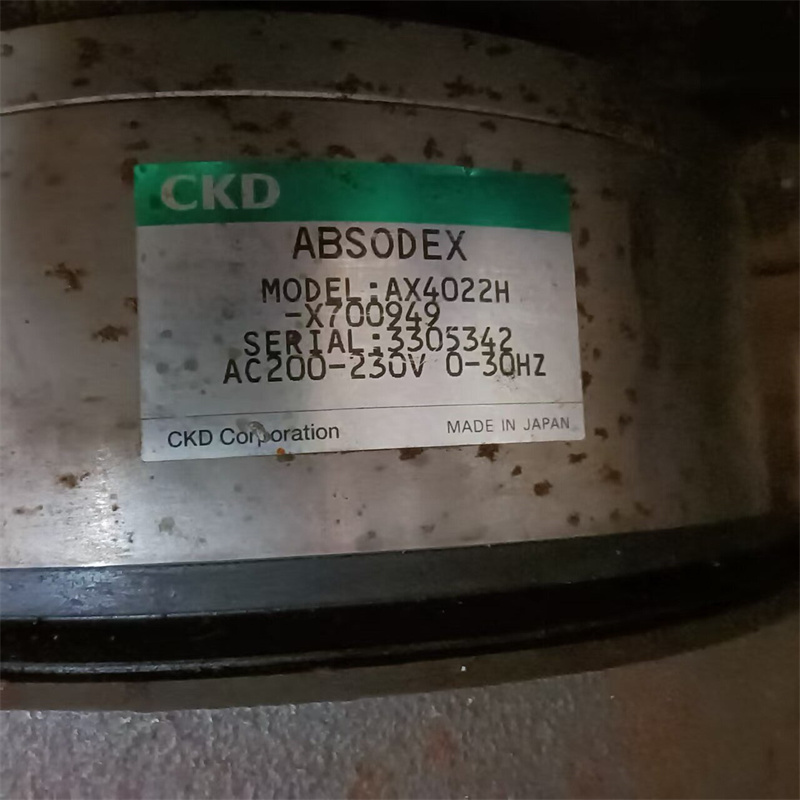 CKD
ABSODEX
MODEL:AX4022H
-X700949
SERIAL:3305342
AC200-230V 0-30HZ
CKD Corporation
MADE IN JAPAN